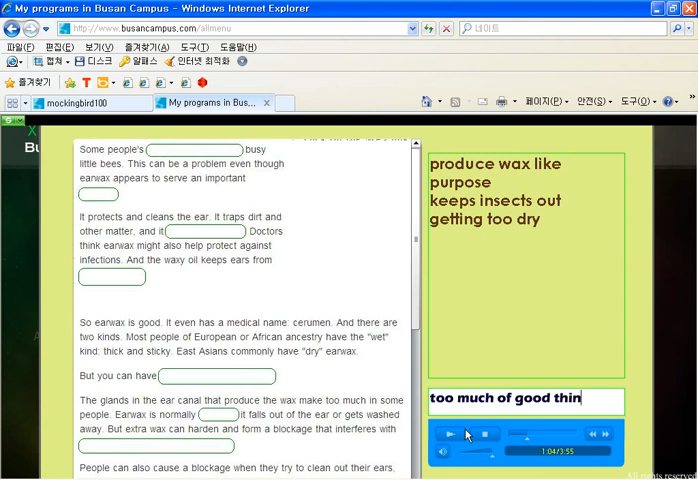 My programs in Busan Campus - Windows Internet Explorer
http://www.busancampus.com/allmenu
네이트
파일(F) 편집(E) 보기(V) 즐겨찾기(A) 도구(T) 도움말(H)
캡쳐 디스크 알패스 인터넷 최적화
즐겨찾기
mockingbird100
My programs in Bus...
페이지(P) 안전(S) 도구(O)
X
Bu
Some people's busy
little bees. This can be a problem even though
earwax appears to serve an important
It protects and cleans the ear. It traps dirt and
other matter, and it Doctors
think earwax might also help protect against
infections. And the waxy oil keeps ears from
So earwax is good. It even has a medical name: cerumen. And there are
two kinds. Most people of European or African ancestry have the "wet"
kind: thick and sticky. East Asians commonly have "dry" earwax.
But you can have
The glands in the ear canal that produce the wax make too much in some
people. Earwax is normally it falls out of the ear or gets washed
away. But extra wax can harden and form a blockage that interferes with
People can also cause a blockage when they try to clean out their ears,
produce wax like
purpose
keeps insects out
getting too dry
too much of good thin
1:04/3:55
All rights reserved